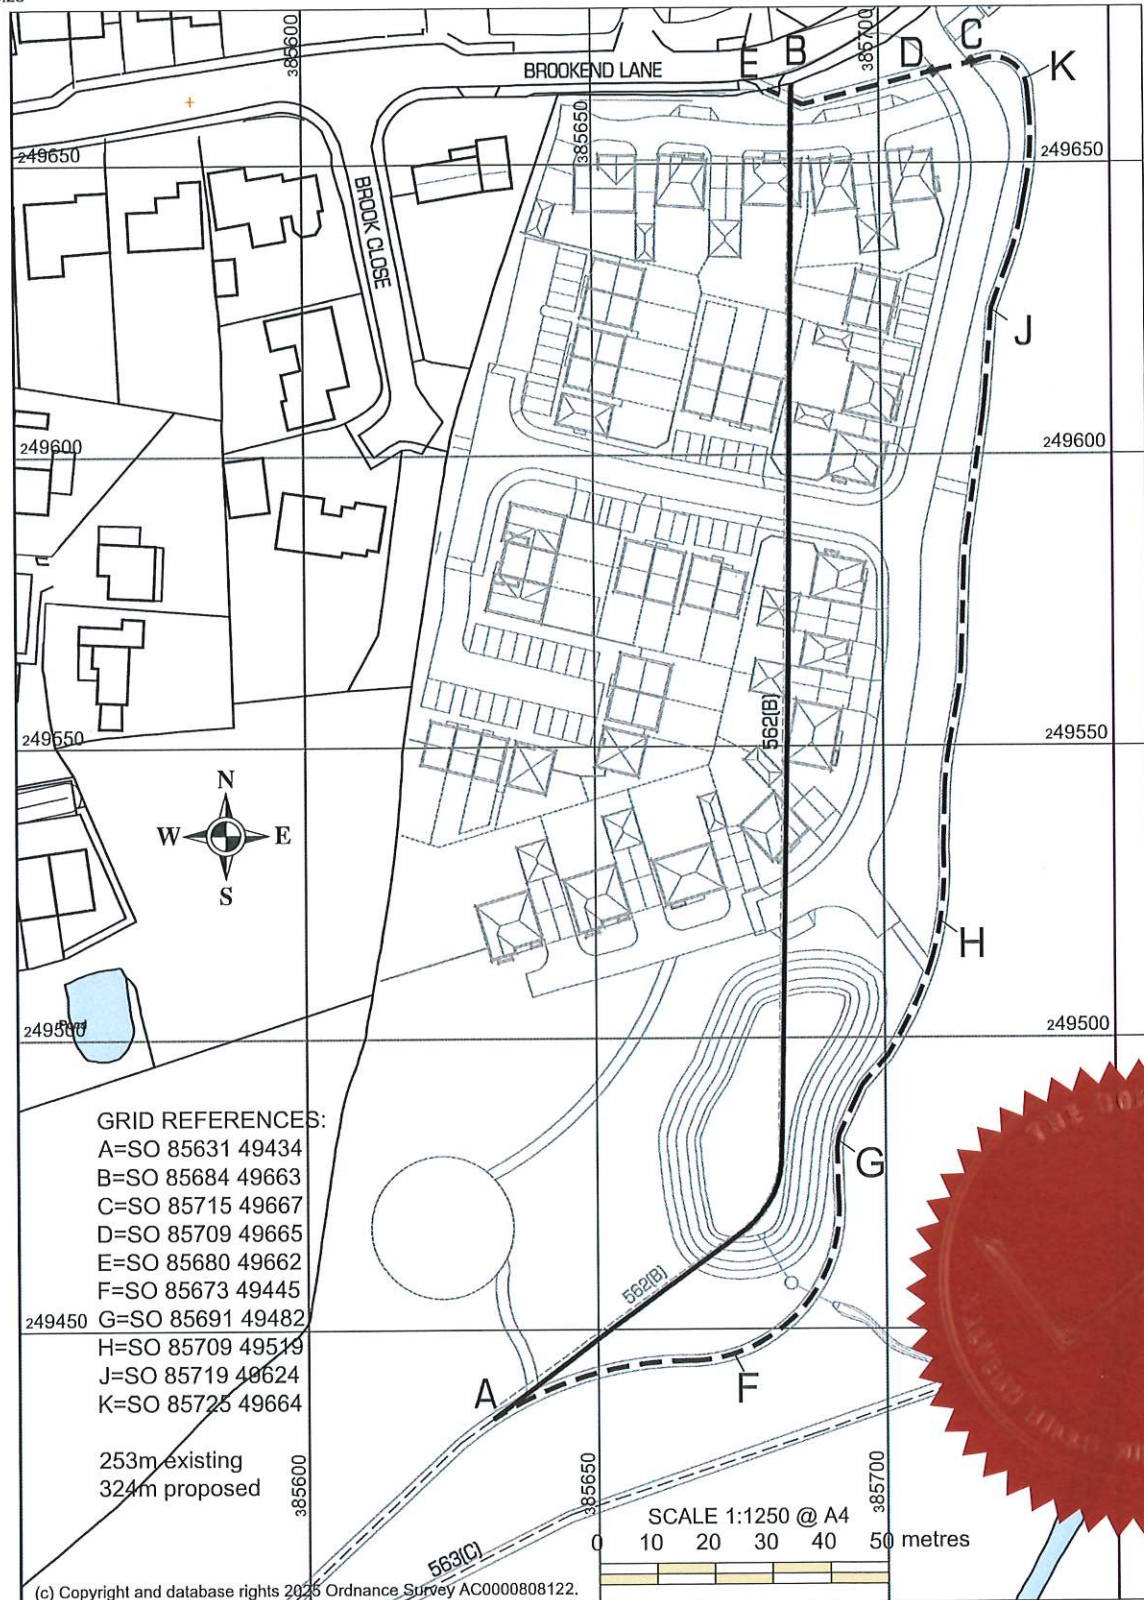 E B D C K
385600
385700
BROOKEND LANE
385650
249650 249650
BROOK CLOSE
J
249600 249600
562(B)
249550 249550
N
W E
S
H
249500 249500
GRID REFERENCES:
A=SO 85631 49434
B=SO 85684 49663
C=SO 85715 49667
D=SO 85709 49665
E=SO 85680 49662
F=SO 85673 49445
G=SO 85691 49482
H=SO 85709 49519
J=SO 85719 49624
K=SO 85725 49664
G
562(B)
249450
A F
253m existing
324m proposed
385600
385650
385700
SCALE 1:1250 @ A4
0 10 20 30 40 50 metres
563(C)
(c) Copyright and database rights 2025 Ordnance Survey AC0000808122.